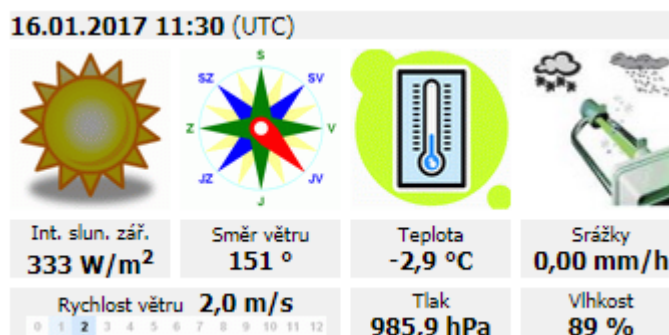 16.01.2017 11:30 (UTC)
S
SZ SV
Z V
JZ JV
J
Int. slun. zář. Směr větru Teplota Srážky
333 W/m² 151 º -2,9 ºC 0,00 mm/h
Rychlost větru 2,0 m/s Tlak Vlhkost
0 1 2 3 4 5 6 7 8 9 10 11 12 985,9 hPa 89 %